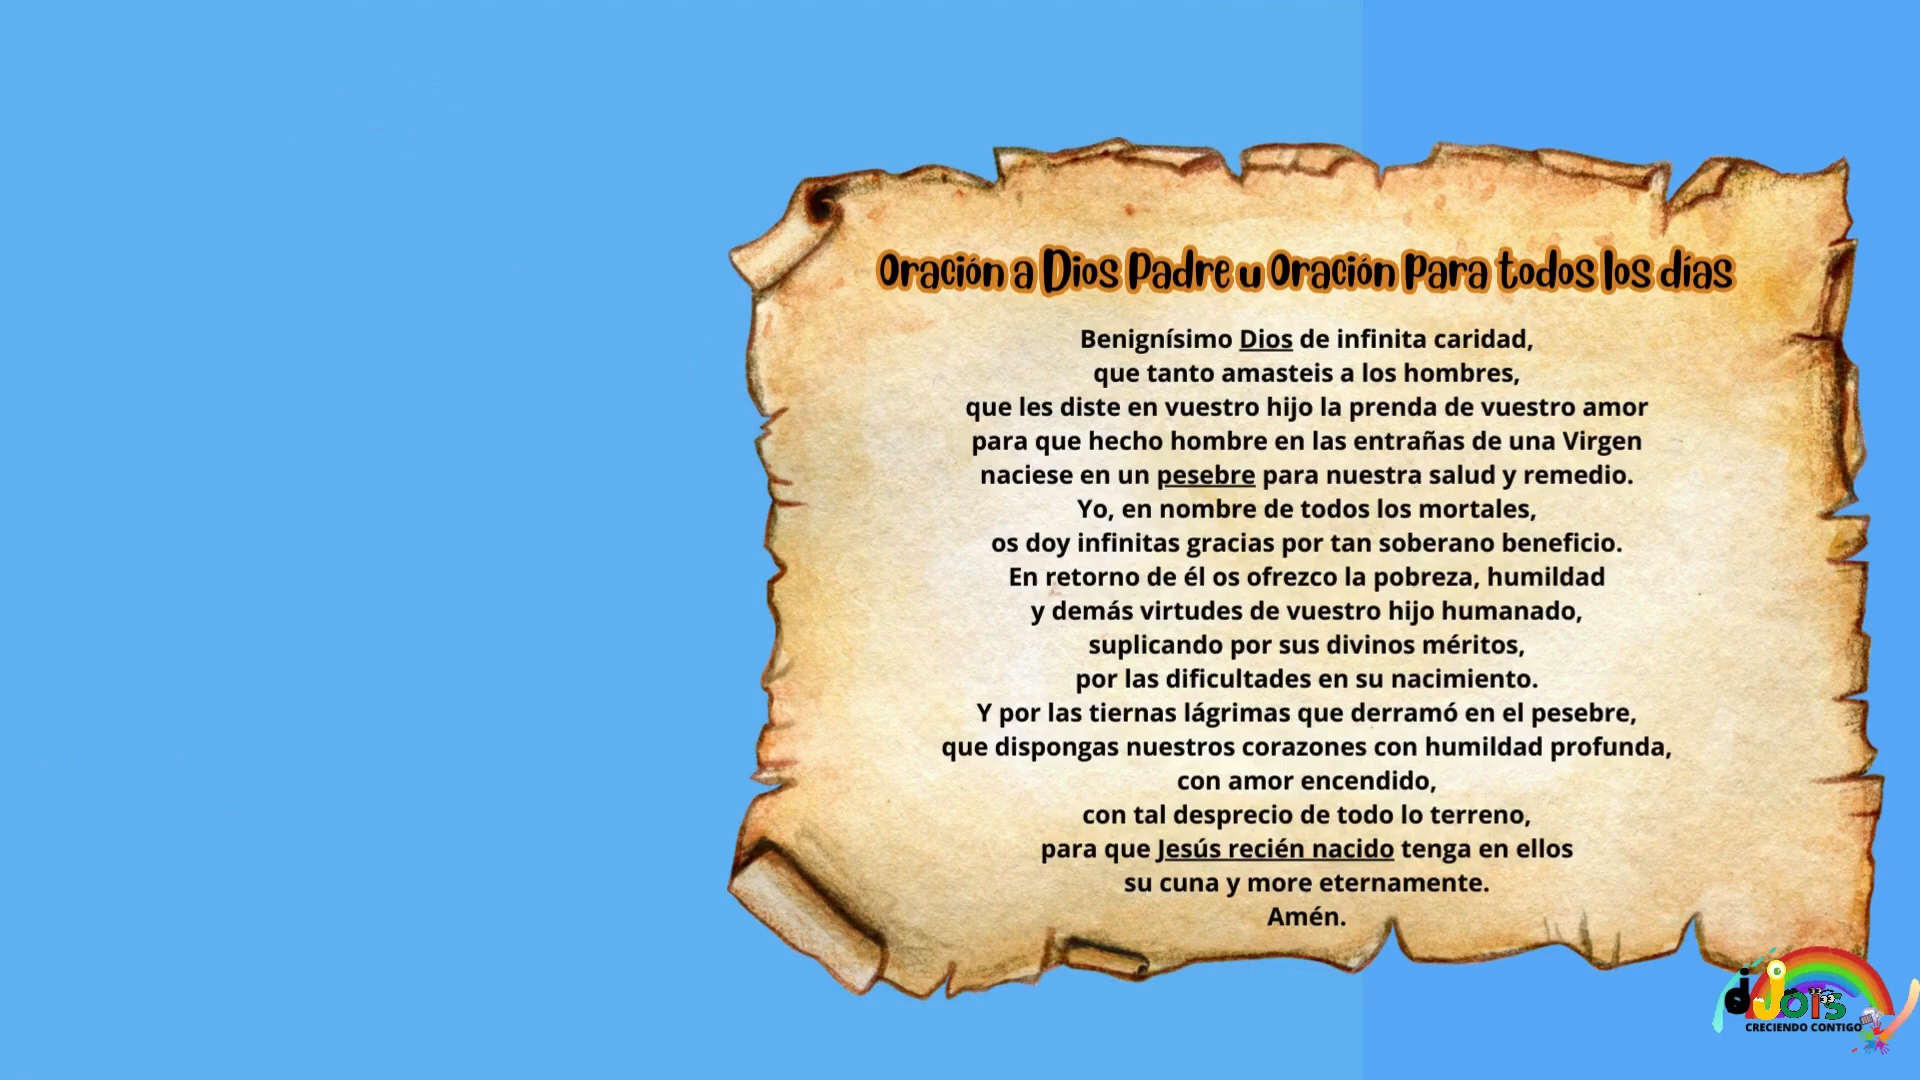 Oración a Dios Padre u Oración Para todos los días
Benignísimo Dios de infinita caridad,
que tanto amasteis a los hombres,
que les diste en vuestro hijo la prenda de vuestro amor
para que hecho hombre en las entrañas de una Virgen
naciese en un pesebre para nuestra salud y remedio.
Yo, en nombre de todos los mortales,
os doy infinitas gracias por tan soberano beneficio.
En retorno de él os ofrezco la pobreza, humildad
y demás virtudes de vuestro hijo humanado,
suplicando por sus divinos méritos,
por las dificultades en su nacimiento.
Y por las tiernas lágrimas que derramó en el pesebre,
que dispongas nuestros corazones con humildad profunda,
con amor encendido,
con tal desprecio de todo lo terreno,
para que Jesús recién nacido tenga en ellos
su cuna y more eternamente.
Amén.
dJois
CRECIENDO CONTIGO